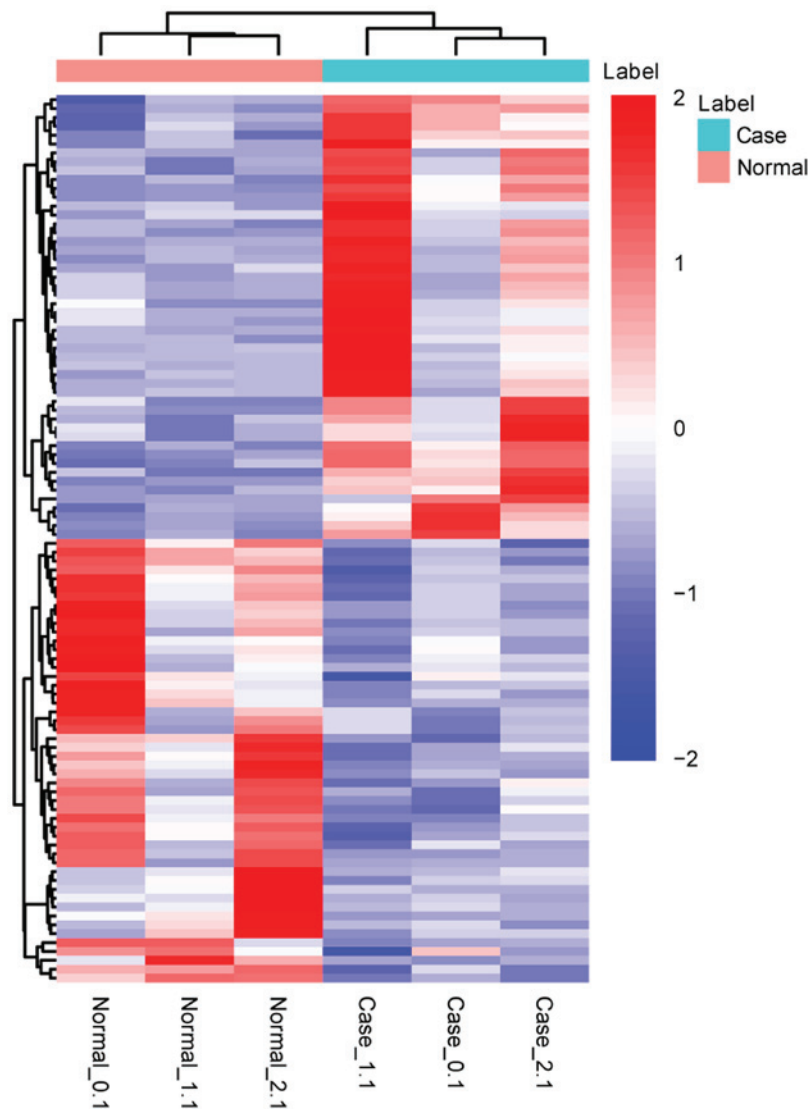 Label
2
1
0
−1
−2
Label
Case
Normal
Normal_0.1
Normal_1.1
Normal_2.1
Case_1.1
Case_0.1
Case_2.1